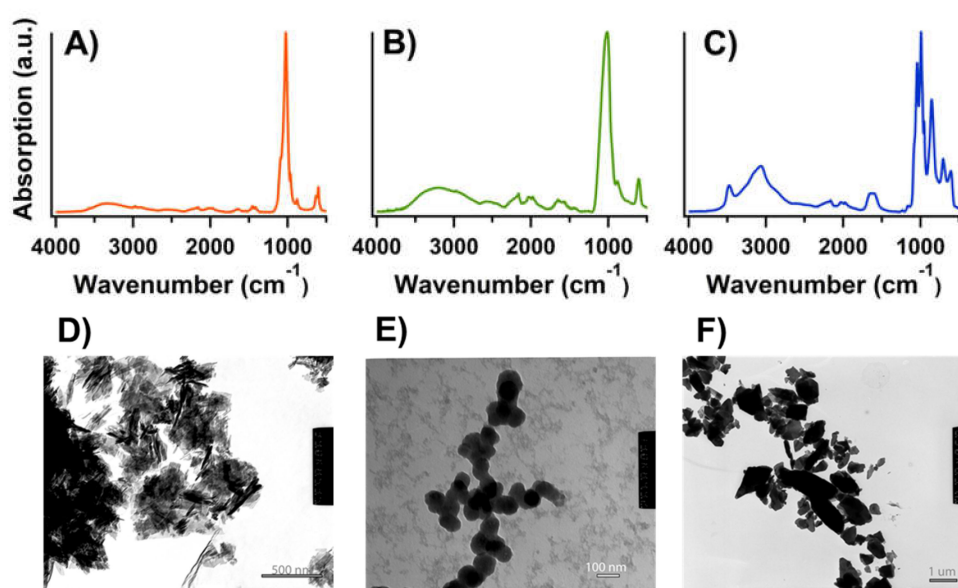 A)
B)
C)
Absorption (a.u.)
4000 3000 2000 1000
4000 3000 2000 1000
4000 3000 2000 1000
Wavenumber (cm⁻¹)
Wavenumber (cm⁻¹)
Wavenumber (cm⁻¹)
D)
E)
F)
500 nm
100 nm
1 um